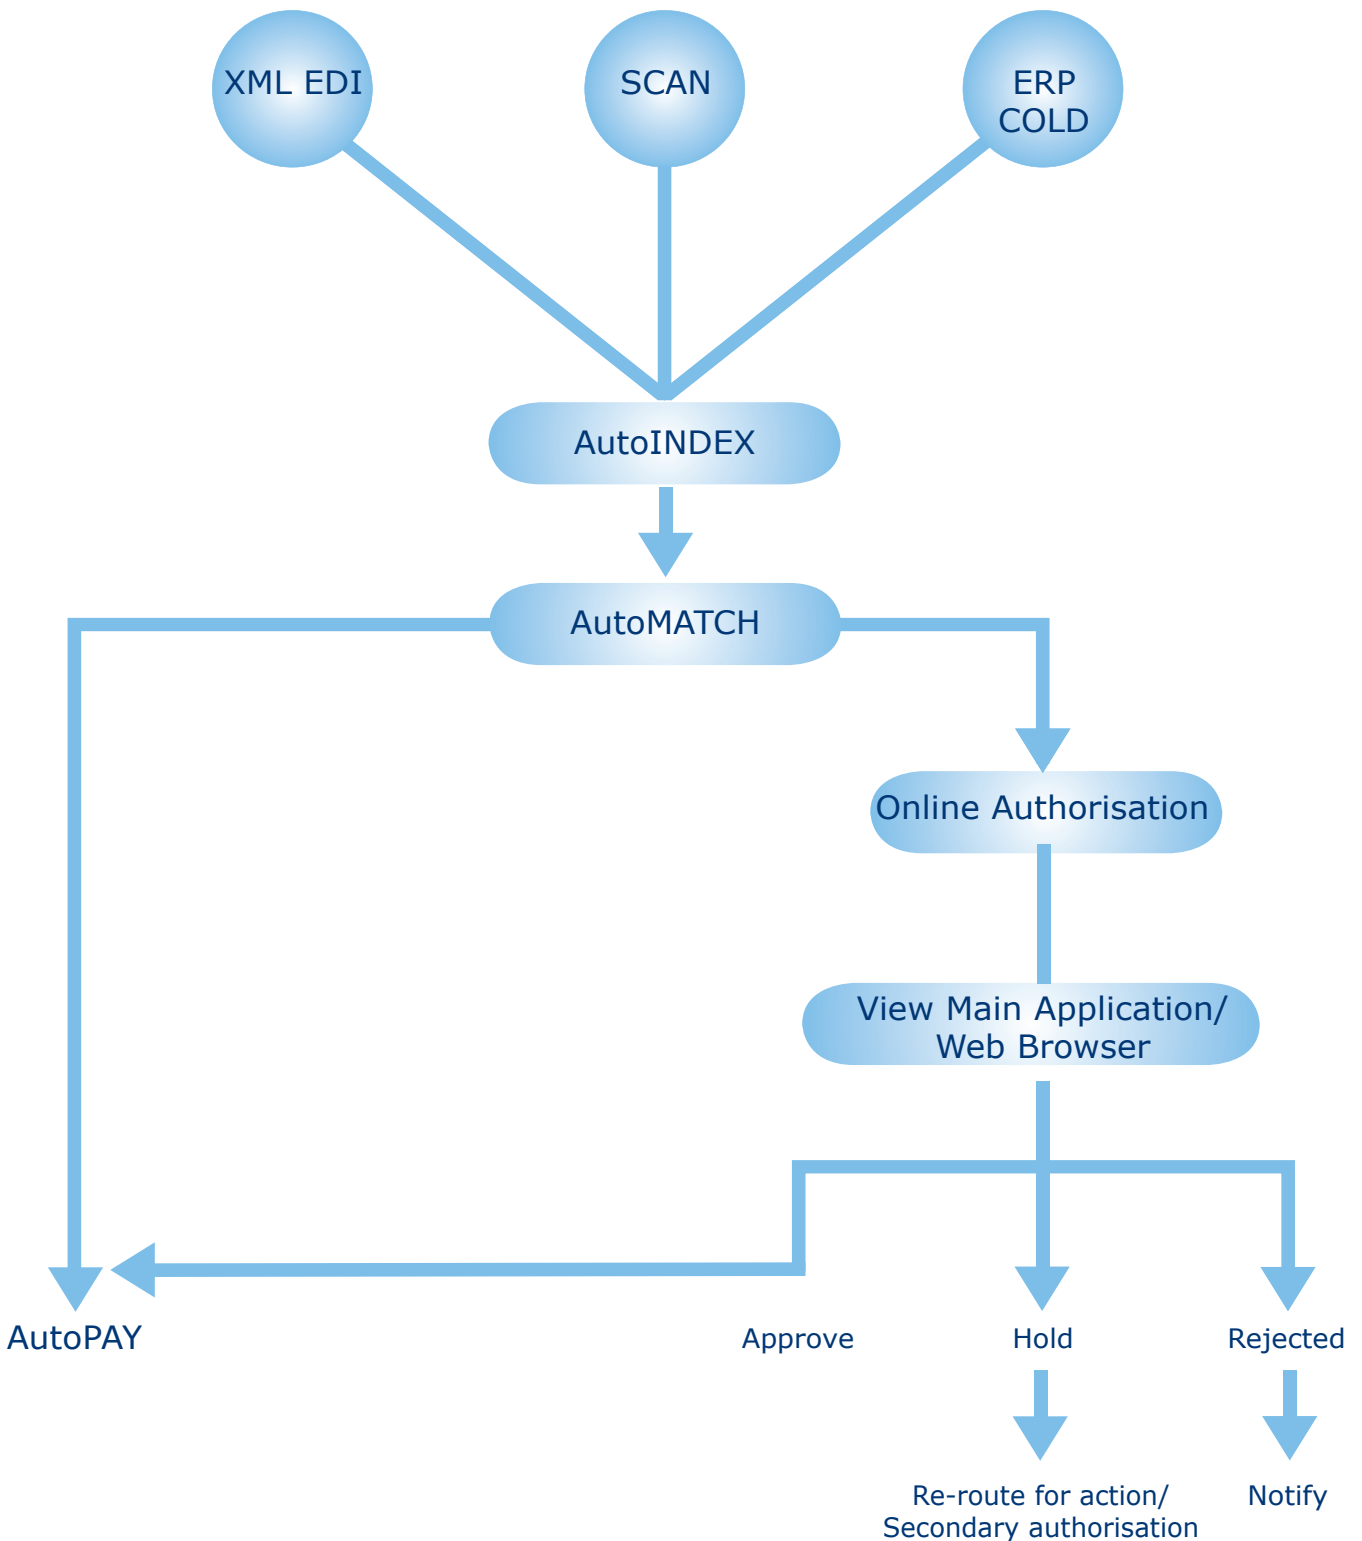 XML EDI
SCAN
ERP
COLD
AutoINDEX
AutoMATCH
Online Authorisation
View Main Application/
Web Browser
AutoPAY
Approve
Hold
Rejected
Re-route for action/
Secondary authorisation
Notify